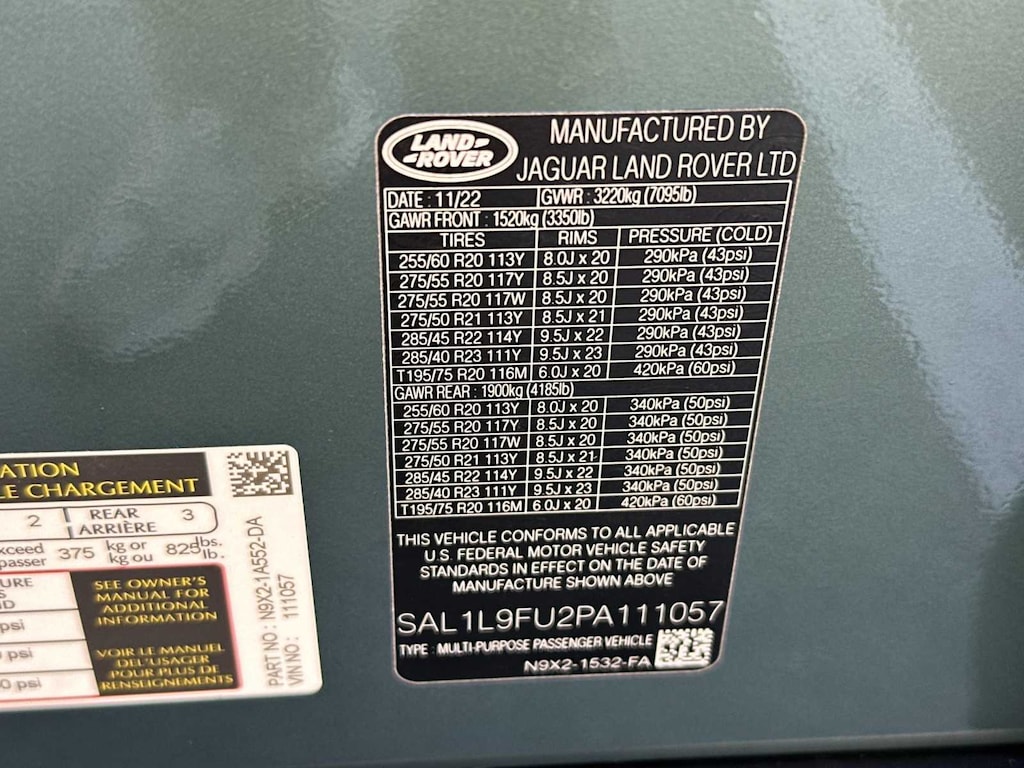 LAND-
-ROVER
MANUFACTURED BY
JAGUAR LAND ROVER LTD
DATE : 11/22 GVWR : 3220kg (7095lb)
GAWR FRONT : 1520kg (3350lb)
TIRES RIMS PRESSURE (COLD)
255/60 R20 113Y 8.0J x 20 290kPa (43psi)
275/55 R20 117Y 8.5J x 20 290kPa (43psi)
275/55 R20 117W 8.5J x 20 290kPa (43psi)
275/50 R21 113Y 8.5J x 21 290kPa (43psi)
285/45 R22 114Y 9.5J x 22 290kPa (43psi)
285/40 R23 111Y 9.5J x 23 290kPa (43psi)
T195/75 R20 116M 6.0J x 20 420kPa (60psi)
GAWR REAR : 1900kg (4185lb)
255/60 R20 113Y 8.0J x 20 340kPa (50psi)
275/55 R20 117Y 8.5J x 20 340kPa (50psi)
275/55 R20 117W 8.5J x 20 340kPa (50psi)
275/50 R21 113Y 8.5J x 21 340kPa (50psi)
285/45 R22 114Y 9.5J x 22 340kPa (50psi)
285/40 R23 111Y 9.5J x 23 340kPa (50psi)
T195/75 R20 116M 6.0J x 20 420kPa (60psi)
THIS VEHICLE CONFORMS TO ALL APPLICABLE
U.S. FEDERAL MOTOR VEHICLE SAFETY
STANDARDS IN EFFECT ON THE DATE OF
MANUFACTURE SHOWN ABOVE
SAL1L9FU2PA111057
TYPE : MULTI-PURPOSE PASSENGER VEHICLE
N9X2-1532-FA
ATION
LE CHARGEMENT
2 REAR 3
ARRIÈRE
xceed 375 kg or 825 lbs.
passer kg ou lb.
URE
S
ID
SEE OWNER'S
MANUAL FOR
ADDITIONAL
INFORMATION
psi
psi
0 psi
VOIR LE MANUEL
DEL'USAGER
POUR PLUS DE
RENSEIGNEMENTS
PART NO : N9X2-1A552-DA
VIN NO : 111057